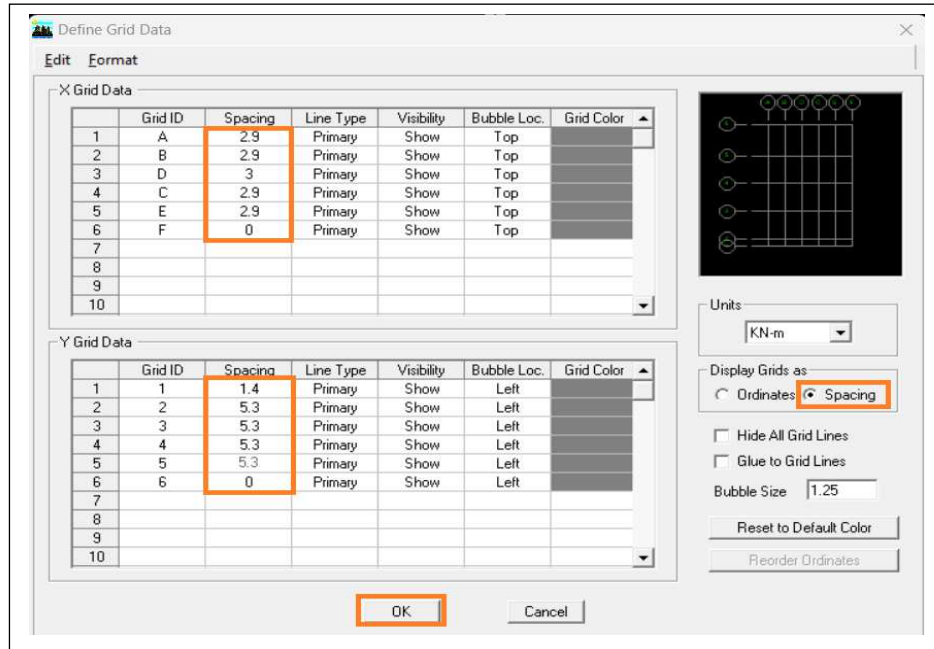 Define Grid Data
Edit Format
X Grid Data
Grid ID Spacing Line Type Visibility Bubble Loc. Grid Color
1 A 2.9 Primary Show Top
2 B 2.9 Primary Show Top
3 D 3 Primary Show Top
4 C 2.9 Primary Show Top
5 E 2.9 Primary Show Top
6 F 0 Primary Show Top
7
8
9
10
Units
KN-m
Y Grid Data
Grid ID Spacing Line Type Visibility Bubble Loc. Grid Color
1 1 1.4 Primary Show Left
2 2 5.3 Primary Show Left
3 3 5.3 Primary Show Left
4 4 5.3 Primary Show Left
5 5 5.3 Primary Show Left
6 6 0 Primary Show Left
7
8
9
10
Display Grids as
Ordinates Spacing
Hide All Grid Lines
Glue to Grid Lines
Bubble Size 1.25
Reset to Default Color
Reorder Ordinates
OK Cancel